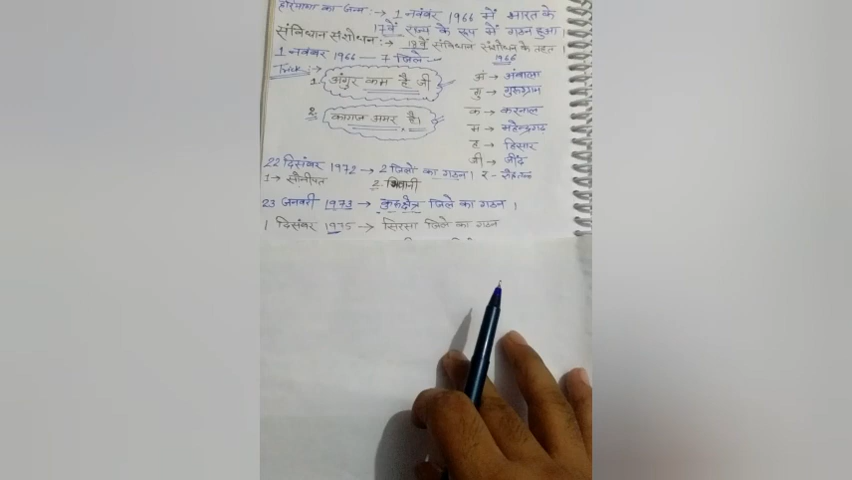 हरियाणा का जन्म :→ 1 नवंबर 1966 में भारत के
17वें राज्य के रूप में गठन हुआ।
संविधान संशोधन :→ 18वें संविधान संशोधन के तहत।
1966
1 नवंबर 1966 — 7 जिले —
Trick :→
1 अंगुर कम है जी
2 कागज अमर है।
अं → अंबाला
गु → गुरुग्राम
क → करनाल
म → महेन्द्रगढ़
ह → हिसार
जी → जींद
र - रोहतक
22 दिसंबर 1972 → 2 जिलों का गठन।
1 → सोनीपत 2 - भिवानी
23 जनवरी 1973 → कुरुक्षेत्र जिले का गठन।
1 दिसंबर 1975 → सिरसा जिले का गठन